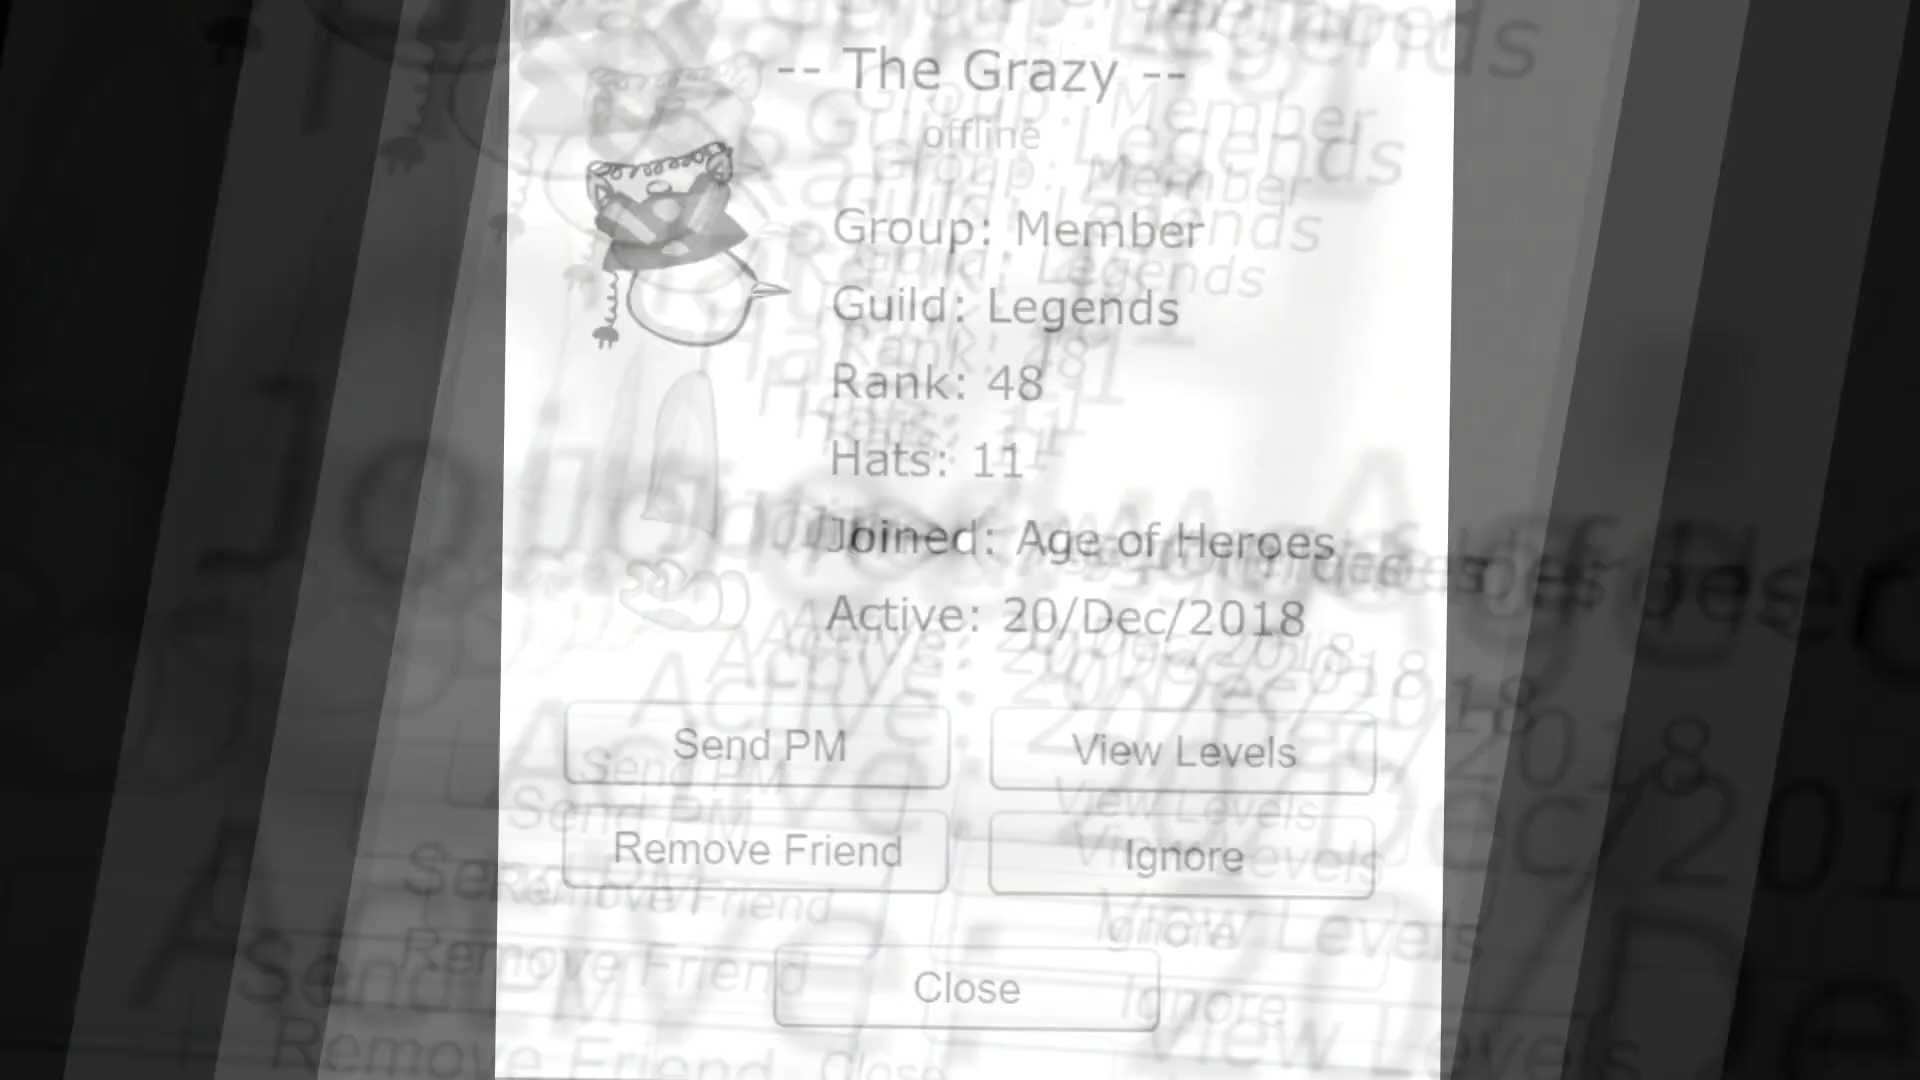 -- The Grazy --
offline
Group: Member
Guild: Legends
Rank: 48
Hats: 11
Joined: Age of Heroes
Active: 20/Dec/2018
Send PM
View Levels
Remove Friend
Ignore
Close